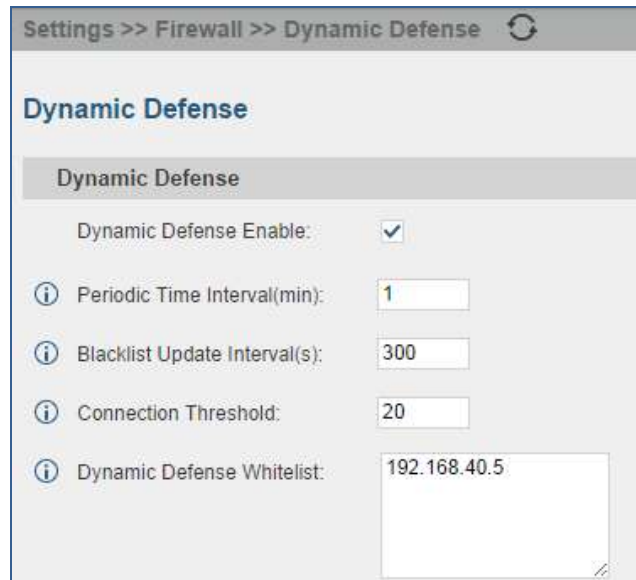 Settings >> Firewall >> Dynamic Defense
Dynamic Defense
Dynamic Defense
Dynamic Defense Enable:
Periodic Time Interval(min): 1
Blacklist Update Interval(s): 300
Connection Threshold: 20
Dynamic Defense Whitelist: 192.168.40.5